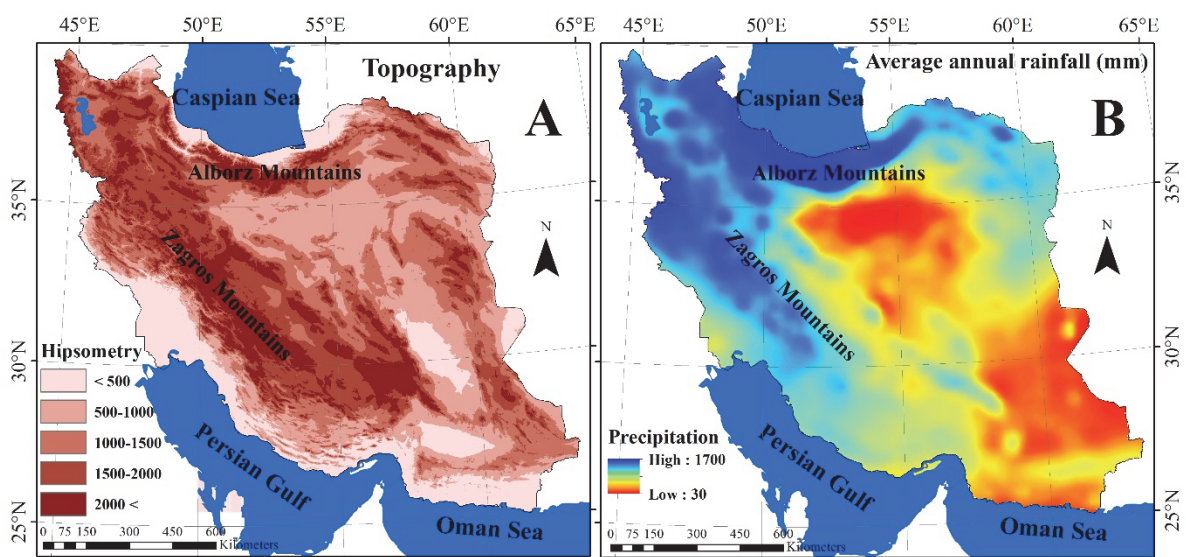 45°E 50°E 55°E 60°E 65°E
Topography
A
Caspian Sea
Alborz Mountains
35°N
N
Zagros Mountains
30°N
Hipsometry
< 500
500-1000
1000-1500
1500-2000
2000 <
Persian Gulf
Oman Sea
25°N
0 75 150 300 450 600
Kilometers
45°E 50°E 55°E 60°E 65°E
Average annual rainfall (mm)
B
Caspian Sea
Alborz Mountains
35°N
N
Zagros Mountains
30°N
Precipitation
High : 1700
Low : 30
Persian Gulf
Oman Sea
25°N
0 75 150 300 450 600
Kilometers